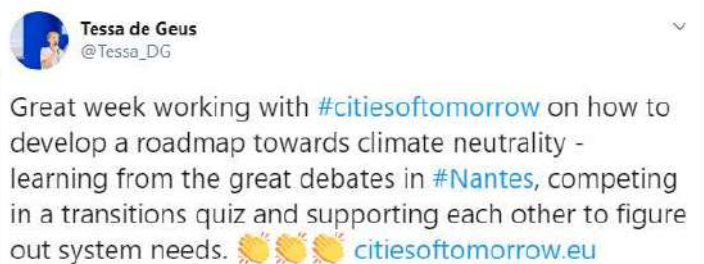 Tessa de Geus
@Tessa_DG
Great week working with #citiesoftomorrow on how to
develop a roadmap towards climate neutrality -
learning from the great debates in #Nantes, competing
in a transitions quiz and supporting each other to figure
out system needs. 👏👏👏 citiesoftomorrow.eu